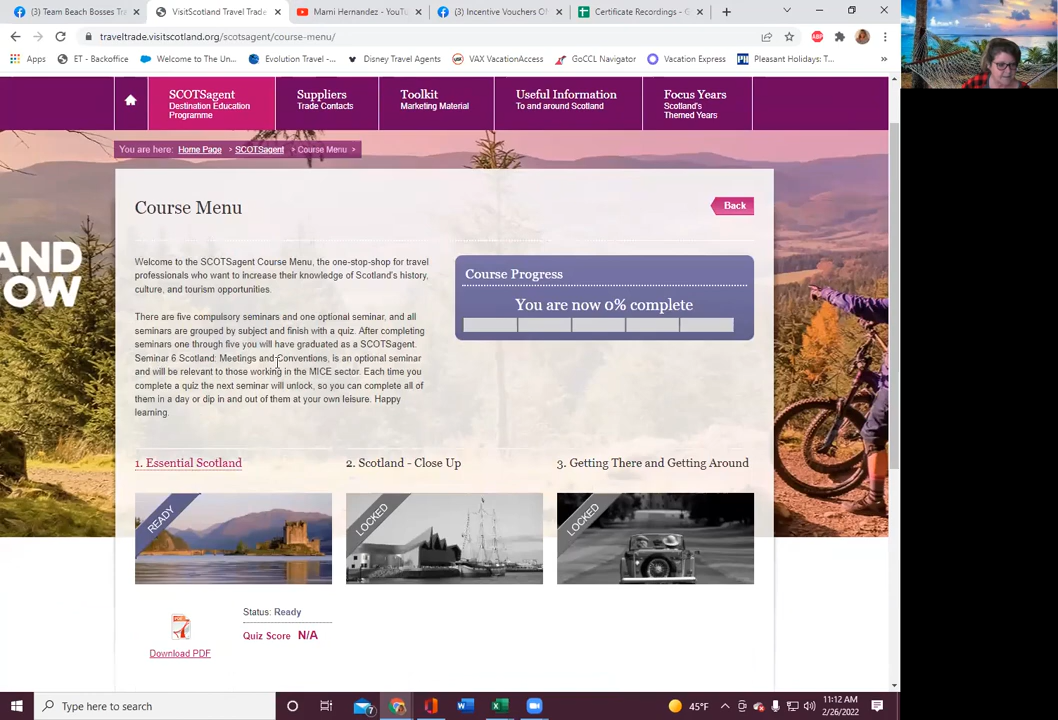 (3) Team Beach Bosses Tra
VisitScotland Travel Trade
Marni Hernandez - YouTu
(3) Incentive Vouchers Of
Certificate Recordings - G
traveltrade.visitscotland.org/scotsagent/course-menu/
Apps
ET - Backoffice
Welcome to The Un...
Evolution Travel -...
Disney Travel Agents
VAX VacationAccess
GoCCL Navigator
Vacation Express
Pleasant Holidays: T...
SCOTSagent
Destination Education
Programme
Suppliers
Trade Contacts
Toolkit
Marketing Material
Useful Information
To and around Scotland
Focus Years
Scotland's
Themed Years
You are here: Home Page > SCOTSagent > Course Menu >
AND
OW
Course Menu
Back
Welcome to the SCOTSagent Course Menu, the one-stop-shop for travel
professionals who want to increase their knowledge of Scotland's history,
culture, and tourism opportunities.
There are five compulsory seminars and one optional seminar, and all
seminars are grouped by subject and finish with a quiz. After completing
seminars one through five you will have graduated as a SCOTSagent.
Seminar 6 Scotland: Meetings and Conventions, is an optional seminar
and will be relevant to those working in the MICE sector. Each time you
complete a quiz the next seminar will unlock, so you can complete all of
them in a day or dip in and out of them at your own leisure. Happy
learning.
Course Progress
You are now 0% complete
1. Essential Scotland
2. Scotland - Close Up
3. Getting There and Getting Around
READY
LOCKED
LOCKED
Status: Ready
Quiz Score N/A
Download PDF
Type here to search
7
45°F
11:12 AM
2/26/2022